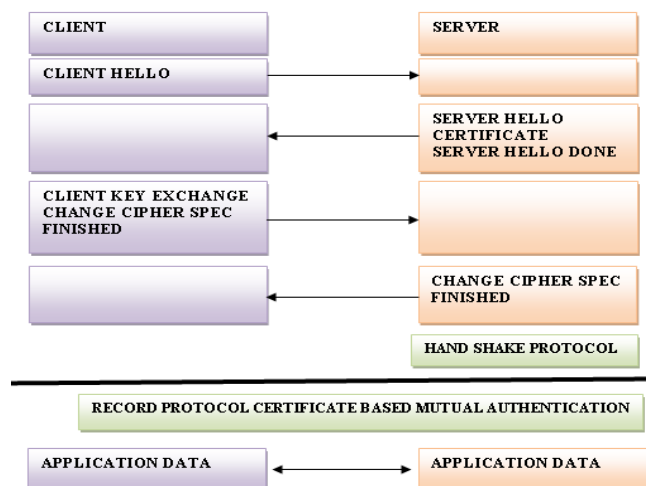 CLIENT
SERVER
CLIENT HELLO
SERVER HELLO
CERTIFICATE
SERVER HELLO DONE
CLIENT KEY EXCHANGE
CHANGE CIPHER SPEC
FINISHED
CHANGE CIPHER SPEC
FINISHED
HAND SHAKE PROTOCOL
RECORD PROTOCOL CERTIFICATE BASED MUTUAL AUTHENTICATION
APPLICATION DATA
APPLICATION DATA